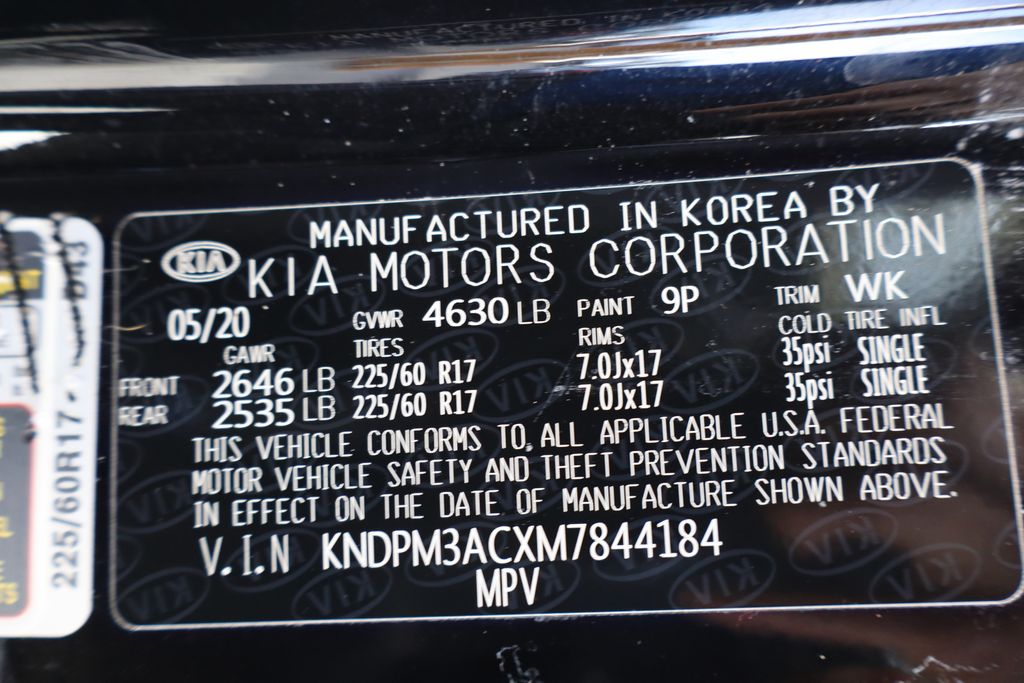 MANUFACTURED IN KOREA BY
KIA KIA MOTORS CORPORATION
05/20 GVWR 4630 LB PAINT 9P TRIM WK
GAWR TIRES RIMS COLD TIRE INFL
FRONT 2646 LB 225/60 R17 7.0Jx17 35psi SINGLE
REAR 2535 LB 225/60 R17 7.0Jx17 35psi SINGLE
THIS VEHICLE CONFORMS TO ALL APPLICABLE U.S.A. FEDERAL
MOTOR VEHICLE SAFETY AND THEFT PREVENTION STANDARDS
IN EFFECT ON THE DATE OF MANUFACTURE SHOWN ABOVE.
V.I.N KNDPM3ACXM7844184
MPV
225/60R17